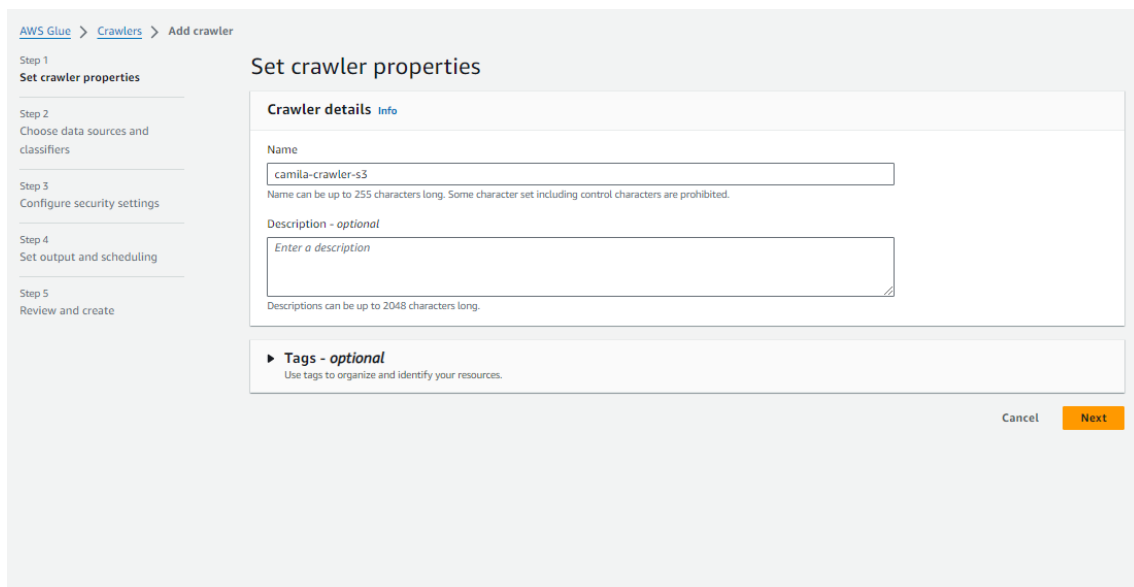 AWS Glue > Crawlers > Add crawler
Step 1
Set crawler properties
Step 2
Choose data sources and
classifiers
Step 3
Configure security settings
Step 4
Set output and scheduling
Step 5
Review and create
Set crawler properties
Crawler details Info
Name
camila-crawler-s3
Name can be up to 255 characters long. Some character set including control characters are prohibited.
Description - optional
Enter a description
Descriptions can be up to 2048 characters long.
Tags - optional
Use tags to organize and identify your resources.
Cancel Next